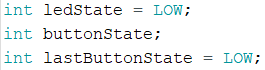 int ledState = LOW;
int buttonState;
int lastButtonState = LOW;